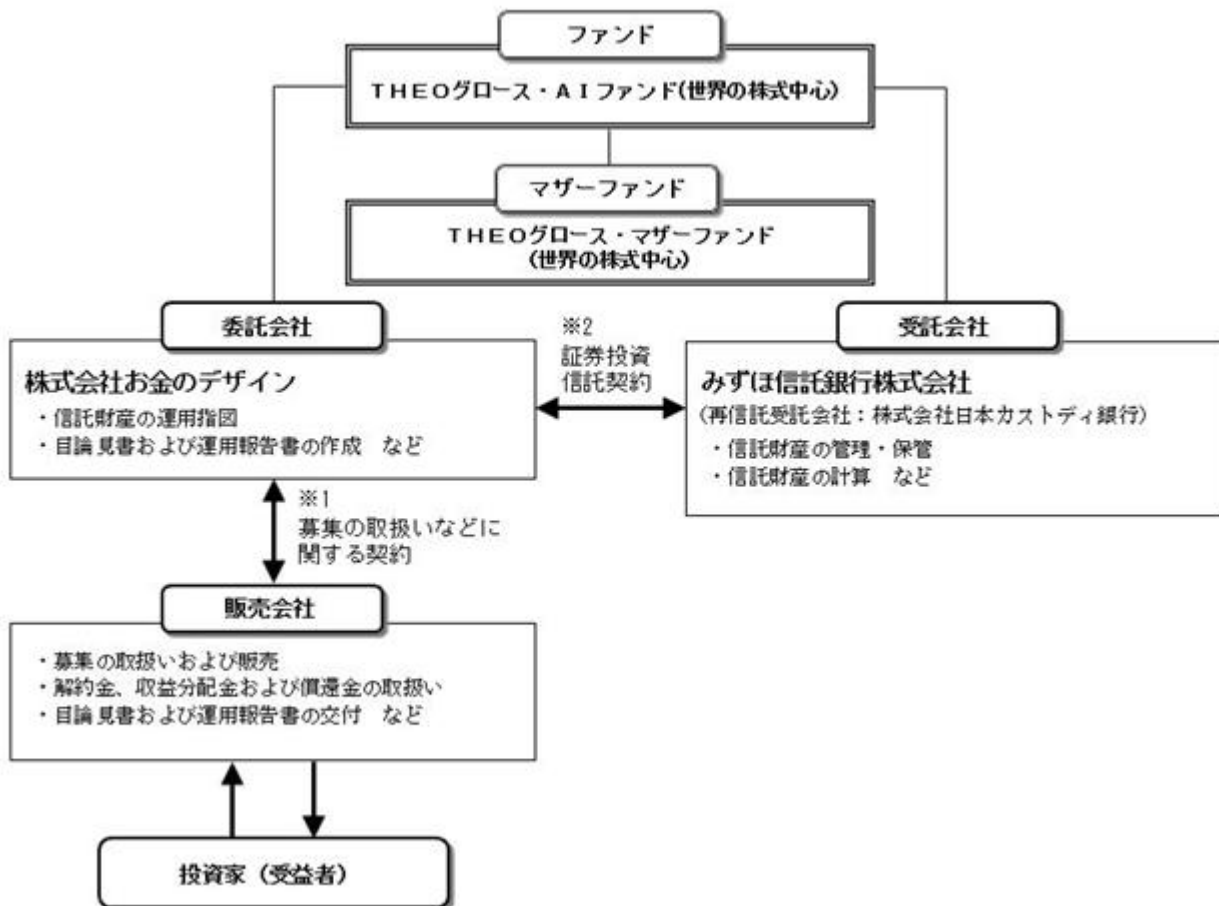 ファンド
THEOグロース・AIファンド(世界の株式中心)
マザーファンド
THEOグロース・マザーファンド
(世界の株式中心)
委託会社
株式会社お金のデザイン
・信託財産の運用指図
・目論見書および運用報告書の作成 など
※2
証券投資
信託契約
受託会社
みずほ信託銀行株式会社
(再信託受託会社:株式会社日本カストディ銀行)
・信託財産の管理・保管
・信託財産の計算 など
※1
募集の取扱いなどに
関する契約
販売会社
・募集の取扱いおよび販売
・解約金、収益分配金および償還金の取扱い
・目論見書および運用報告書の交付 など
投資家(受益者)